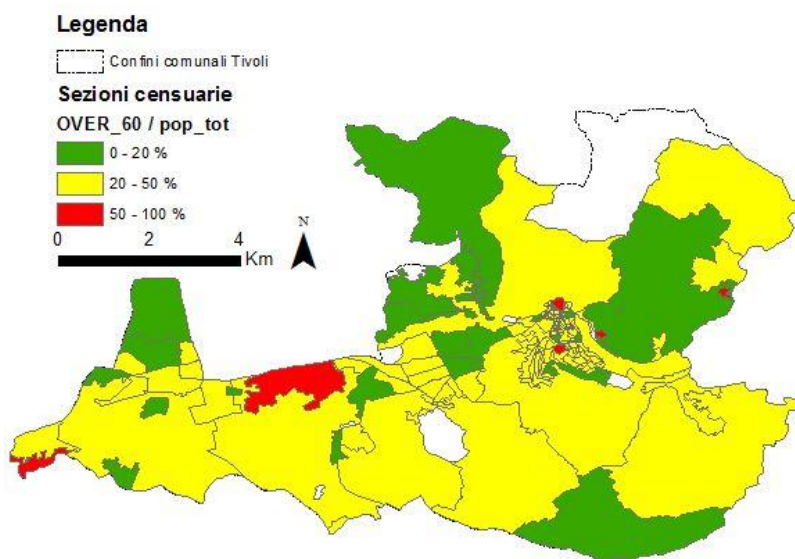 Legenda
Confini comunali Tivoli
Sezioni censuarie
OVER_60 / pop_tot
0 - 20 %
20 - 50 %
50 - 100 %
0 2 4
Km
N